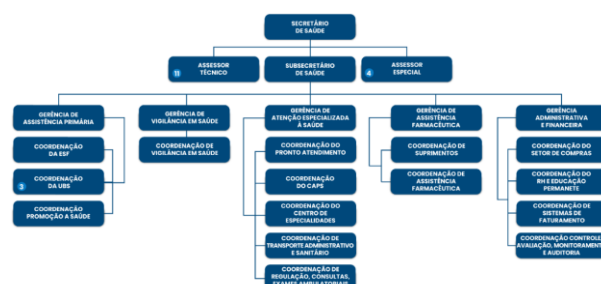 SECRETÁRIO
DE SAÚDE
11
ASSESSOR
TÉCNICO
SUBSECRETÁRIO
DE SAÚDE
4
ASSESSOR
ESPECIAL
GERÊNCIA DE
ASSISTÊNCIA PRIMÁRIA
GERÊNCIA DE
VIGILÂNCIA EM SAÚDE
GERÊNCIA DE
ATENÇÃO ESPECIALIZADA
À SAÚDE
GERÊNCIA DE
ASSISTÊNCIA
FARMACÊUTICA
GERÊNCIA
ADMINISTRATIVA
E FINANCEIRA
COORDENAÇÃO
DA ESF
3
COORDENAÇÃO
DA UBS
COORDENAÇÃO
PROMOÇÃO A SAÚDE
COORDENAÇÃO
DE VIGILÂNCIA EM SAÚDE
COORDENAÇÃO DO
PRONTO ATENDIMENTO
COORDENAÇÃO
DO CAPS
COORDENAÇÃO DO
CENTRO DE
ESPECIALIDADES
COORDENAÇÃO DE
TRANSPORTE ADMINISTRATIVO
E SANITÁRIO
COORDENAÇÃO DE
REGULAÇÃO, CONSULTAS,
EXAMES AMBULATORIAIS
COORDENAÇÃO DE
SUPRIMENTOS
COORDENAÇÃO DE
ASSISTÊNCIA
FARMACÊUTICA
COORDENAÇÃO DO
SETOR DE COMPRAS
COORDENAÇÃO DO
RH E EDUCAÇÃO
PERMANETE
COORDENAÇÃO DE
SISTEMAS DE
FATURAMENTO
COORDENAÇÃO CONTROLE,
AVALIAÇÃO, MONITORAMENT
E AUDITORIA